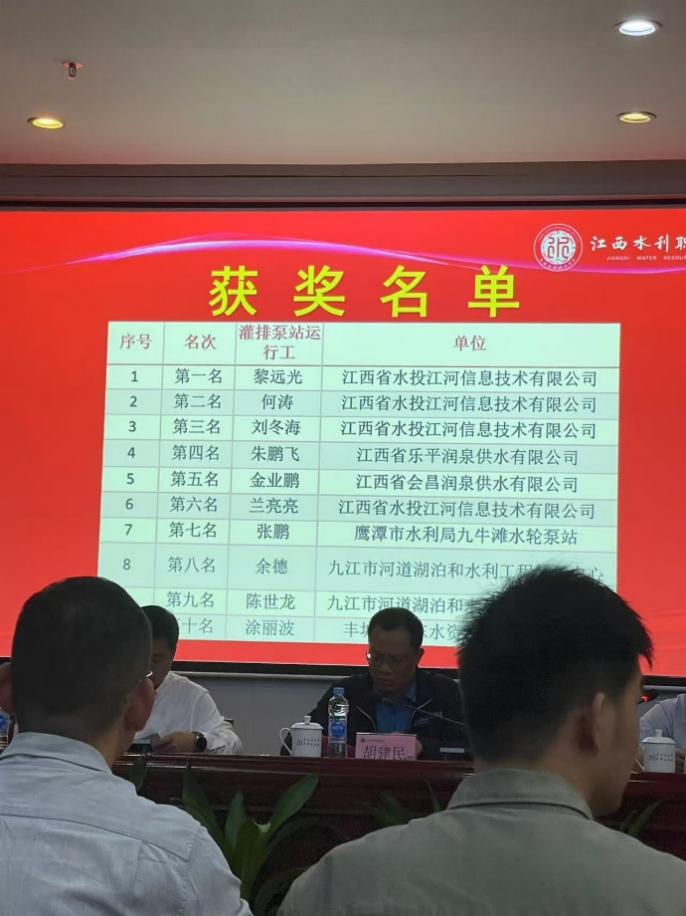 江西水利职
JIANGXI WATER RESOUR
获奖名单
序号 名次 灌排泵站运行工 单位
1 第一名 黎远光 江西省水投江河信息技术有限公司
2 第二名 何涛 江西省水投江河信息技术有限公司
3 第三名 刘冬海 江西省水投江河信息技术有限公司
4 第四名 朱鹏飞 江西省乐平润泉供水有限公司
5 第五名 金业鹏 江西省会昌润泉供水有限公司
6 第六名 兰亮亮 江西省水投江河信息技术有限公司
7 第七名 张鹏 鹰潭市水利局九牛滩水轮泵站
8 第八名 余德 九江市河道湖泊和水利工程 心
第九名 陈世龙 九江市河道湖泊和
十名 涂丽波 丰 水资
胡建民